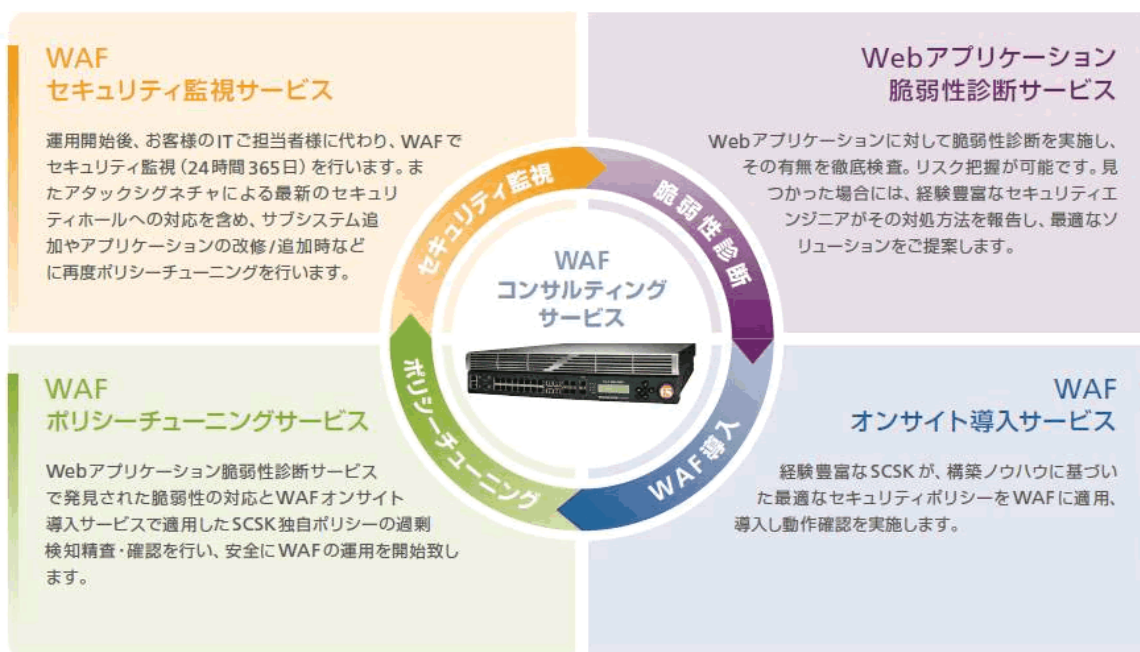 WAF
セキュリティ監視サービス
運用開始後、お客様のITご担当者様に代わり、WAFで
セキュリティ監視（24時間365日）を行います。ま
たアタックシグネチャによる最新のセキュリ
ティホールへの対応を含め、サブシステム追
加やアプリケーションの改修/追加時など
に再度ポリシーチューニングを行います。
Webアプリケーション
脆弱性診断サービス
Webアプリケーションに対して脆弱性診断を実施し、
その有無を徹底検査。リスク把握が可能です。見
つかった場合には、経験豊富なセキュリティエ
ンジニアがその対処方法を報告し、最適なソ
リューションをご提案します。
セキュリティ監視
脆弱性診断
WAF
コンサルティング
サービス
ポリシーチューニング
WAF導入
f5
WAF
ポリシーチューニングサービス
Webアプリケーション脆弱性診断サービス
で発見された脆弱性の対応とWAFオンサイト
導入サービスで適用したSCSK独自ポリシーの過剰
検知精査・確認を行い、安全にWAFの運用を開始致し
ます。
WAF
オンサイト導入サービス
経験豊富なSCSKが、構築ノウハウに基づい
た最適なセキュリティポリシーをWAFに適用、
導入し動作確認を実施します。